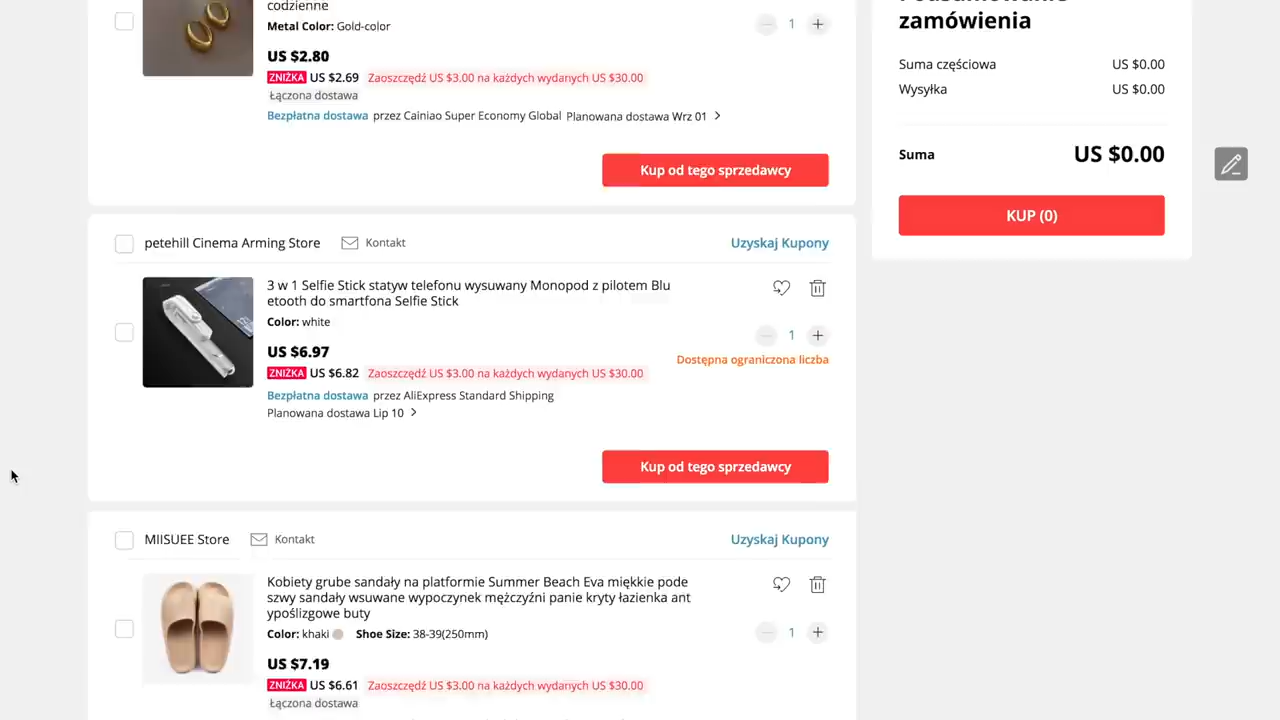 codzienne
Metal Color: Gold-color
1
US $2.80
ZNIŻKA US $2.69 Zaoszczędź US $3.00 na każdych wydanych US $30.00
Łączona dostawa
Bezpłatna dostawa przez Cainiao Super Economy Global Planowana dostawa Wrz 01
Kup od tego sprzedawcy
petehill Cinema Arming Store Kontakt Uzyskaj Kupony
3 w 1 Selfie Stick statyw telefonu wysuwany Monopod z pilotem Blu
etooth do smartfona Selfie Stick
Color: white
1
US $6.97
Dostępna ograniczona liczba
ZNIŻKA US $6.82 Zaoszczędź US $3.00 na każdych wydanych US $30.00
Bezpłatna dostawa przez AliExpress Standard Shipping
Planowana dostawa Lip 10
Kup od tego sprzedawcy
MIISUEE Store Kontakt Uzyskaj Kupony
Kobiety grube sandały na platformie Summer Beach Eva miękkie pode
szwy sandały wsuwane wypoczynek mężczyźni panie kryty łazienka ant
ypoślizgowe buty
Color: khaki Shoe Size: 38-39(250mm)
1
US $7.19
ZNIŻKA US $6.61 Zaoszczędź US $3.00 na każdych wydanych US $30.00
Łączona dostawa
zamówienia
Suma częściowa US $0.00
Wysyłka US $0.00
Suma US $0.00
KUP (0)